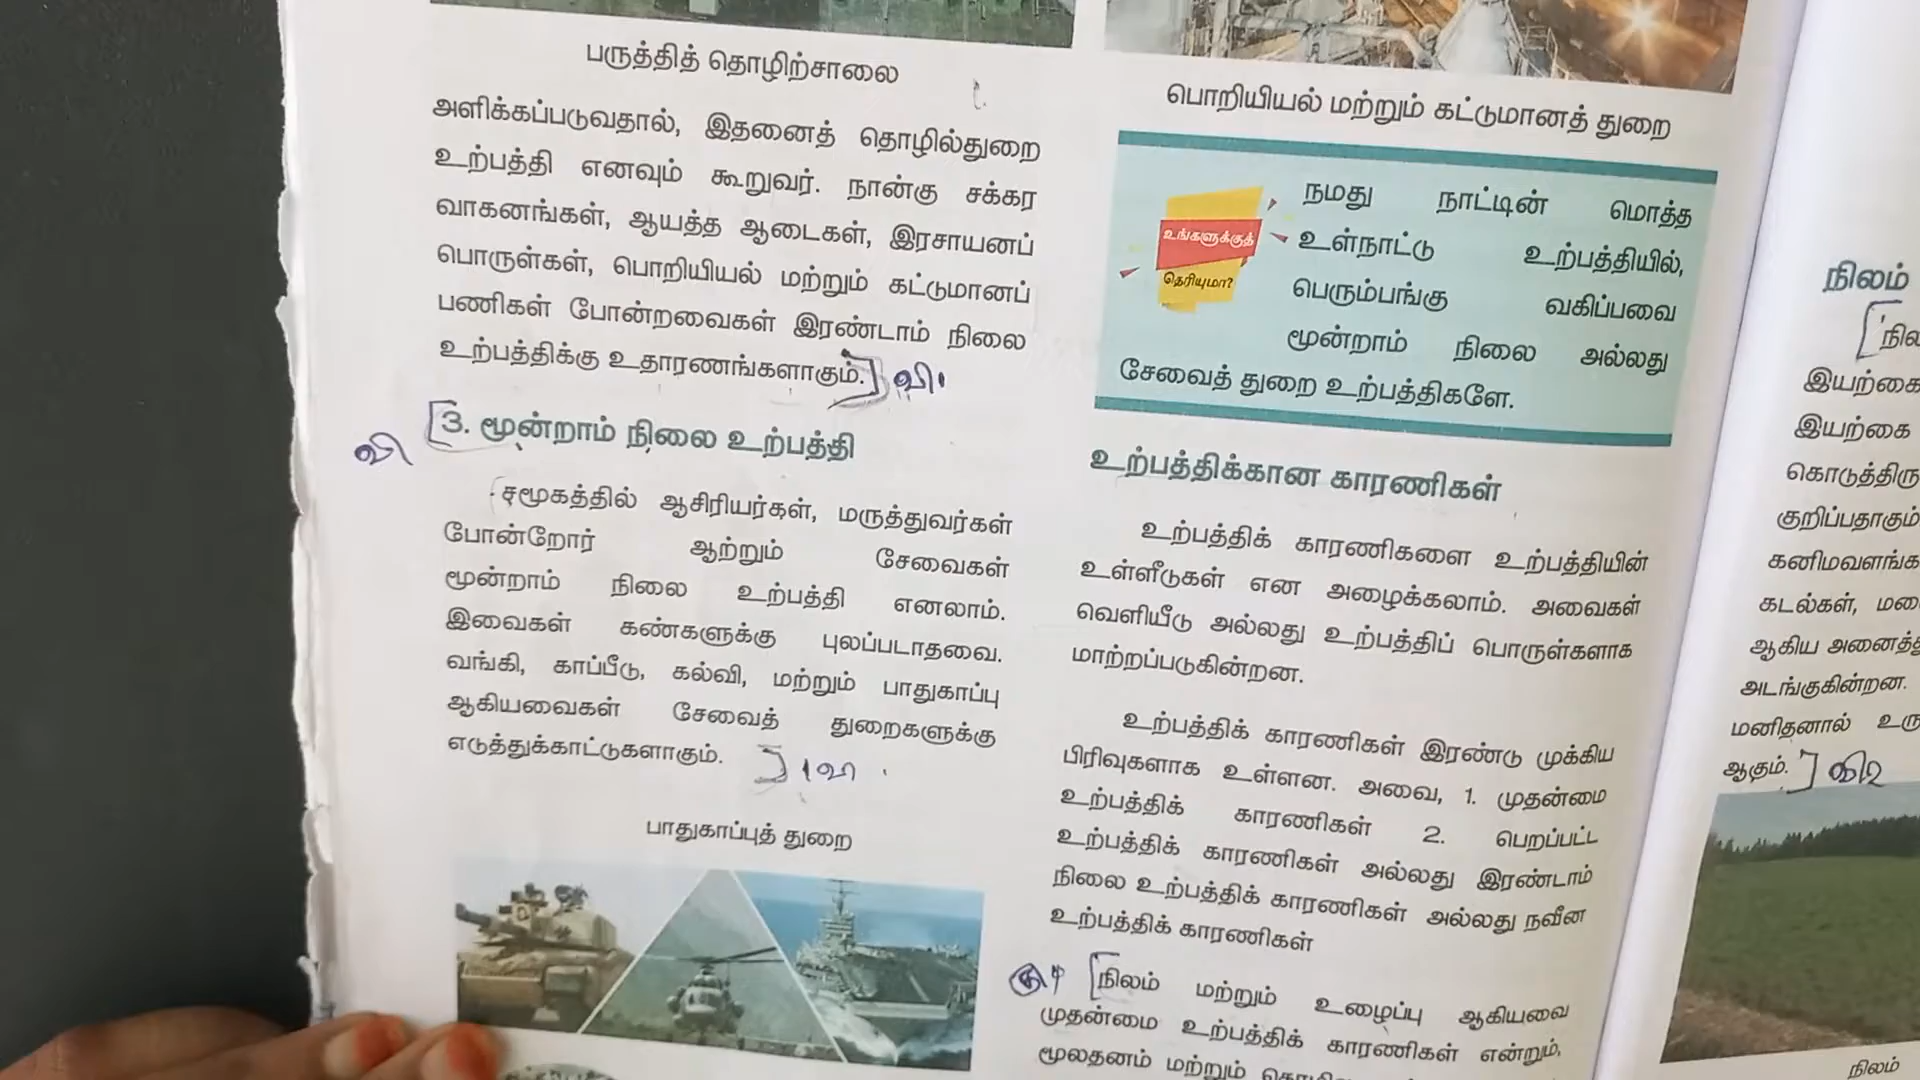 பருத்தித் தொழிற்சாலை
அளிக்கப்படுவதால், இதனைத் தொழில்துறை
உற்பத்தி எனவும் கூறுவர். நான்கு சக்கர
வாகனங்கள், ஆயத்த ஆடைகள், இரசாயனப்
பொருள்கள், பொறியியல் மற்றும் கட்டுமானப்
பணிகள் போன்றவைகள் இரண்டாம் நிலை
உற்பத்திக்கு உதாரணங்களாகும். வி
வி
3. மூன்றாம் நிலை உற்பத்தி
சமூகத்தில் ஆசிரியர்கள், மருத்துவர்கள்
போன்றோர் ஆற்றும் சேவைகள்
மூன்றாம் நிலை உற்பத்தி எனலாம்.
இவைகள் கண்களுக்கு புலப்படாதவை.
வங்கி, காப்பீடு, கல்வி, மற்றும் பாதுகாப்பு
ஆகியவைகள் சேவைத் துறைகளுக்கு
எடுத்துக்காட்டுகளாகும். வி
பாதுகாப்புத் துறை
பொறியியல் மற்றும் கட்டுமானத் துறை
உங்களுக்குத்
தெரியுமா?
நமது நாட்டின் மொத்த
உள்நாட்டு உற்பத்தியில்,
பெரும்பங்கு வகிப்பவை
மூன்றாம் நிலை அல்லது
சேவைத் துறை உற்பத்திகளே.
உற்பத்திக்கான காரணிகள்
உற்பத்திக் காரணிகளை உற்பத்தியின்
உள்ளீடுகள் என அழைக்கலாம். அவைகள்
வெளியீடு அல்லது உற்பத்திப் பொருள்களாக
மாற்றப்படுகின்றன.
உற்பத்திக் காரணிகள் இரண்டு முக்கிய
பிரிவுகளாக உள்ளன. அவை, 1. முதன்மை
உற்பத்திக் காரணிகள் 2. பெறப்பட்ட
உற்பத்திக் காரணிகள் அல்லது இரண்டாம்
நிலை உற்பத்திக் காரணிகள் அல்லது நவீன
உற்பத்திக் காரணிகள்
நிலம் மற்றும் உழைப்பு ஆகியவை
முதன்மை உற்பத்திக் காரணிகள் என்றும்,
மூலதனம் மற்றும்
நிலம்
இயற்கை
இயற்கை
கொடுத்திரு
குறிப்பதாகும்
கனிமவளங்க
கடல்கள், மலை
ஆகிய அனைத்து
அடங்குகின்றன.
மனிதனால் உரு
ஆகும்.
நிலம்